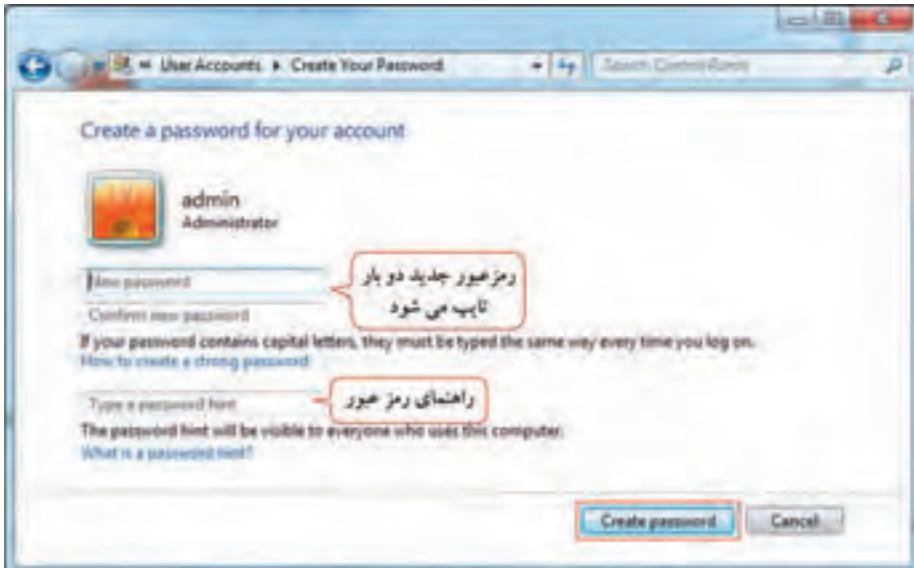 User Accounts ▸ Create Your Password
Search Control Panel
Create a password for your account
admin
Administrator
New password
رمز عبور جدید دو بار
تایپ می شود
Confirm new password
If your password contains capital letters, they must be typed the same way every time you log on.
How to create a strong password
Type a password hint
راهنمای رمز عبور
The password hint will be visible to everyone who uses this computer.
What is a password hint?
Create password
Cancel